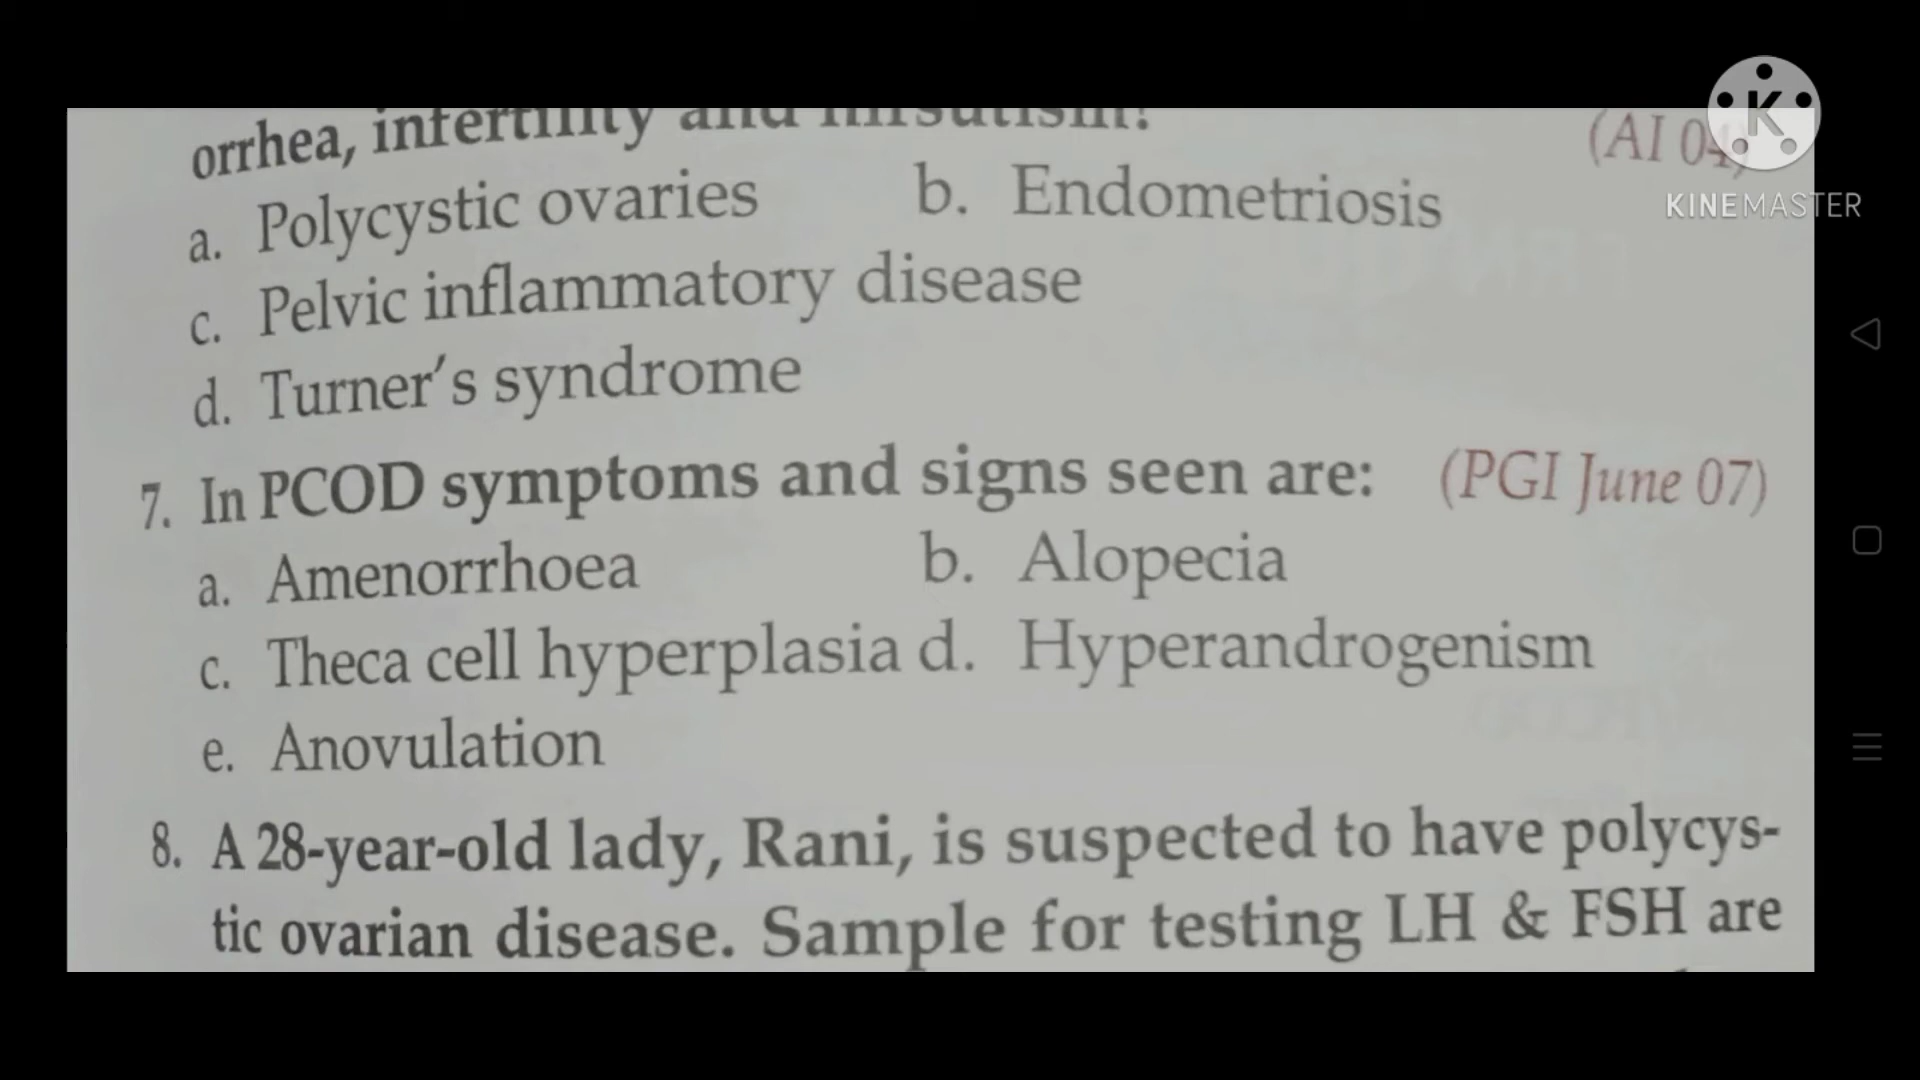 orrhea, infertility and hirsutism?
(AI 04)
a. Polycystic ovaries b. Endometriosis
c. Pelvic inflammatory disease
d. Turner's syndrome
7. In PCOD symptoms and signs seen are: (PGI June 07)
a. Amenorrhoea b. Alopecia
c. Theca cell hyperplasia d. Hyperandrogenism
e. Anovulation
8. A 28-year-old lady, Rani, is suspected to have polycys-
tic ovarian disease. Sample for testing LH & FSH are
K
KINEMASTER